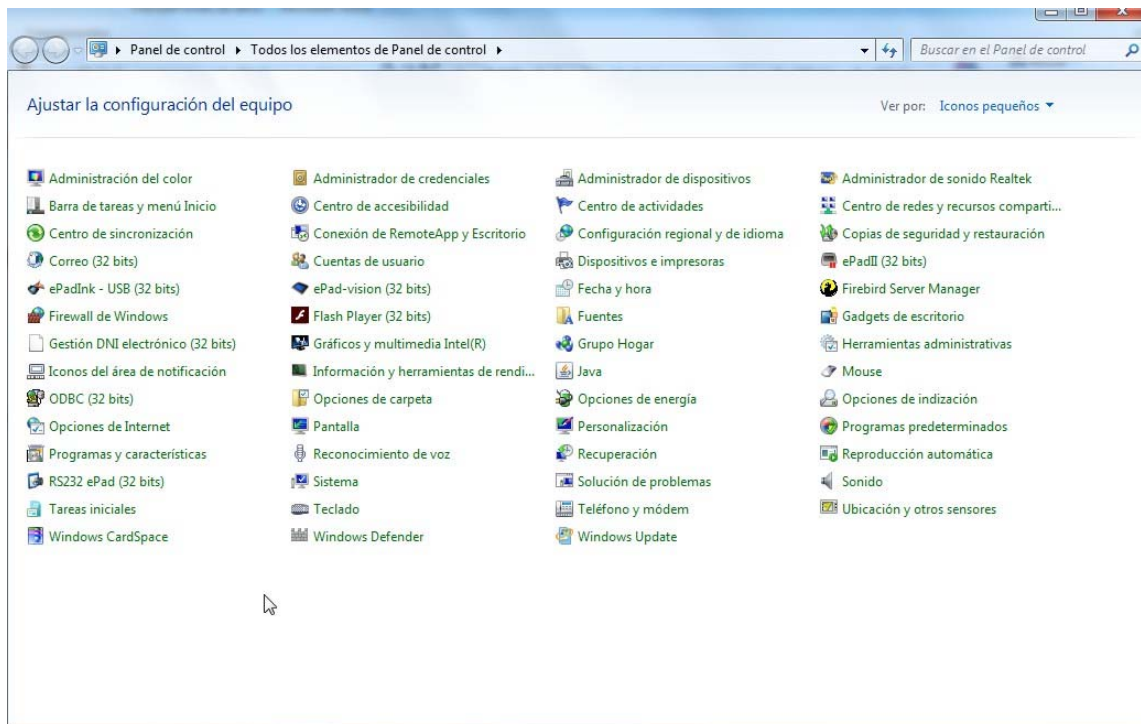 Panel de control Todos los elementos de Panel de control Buscar en el Panel de control
Ajustar la configuración del equipo Ver por: Iconos pequeños
Administración del color Administrador de credenciales Administrador de dispositivos Administrador de sonido Realtek
Barra de tareas y menú Inicio Centro de accesibilidad Centro de actividades Centro de redes y recursos comparti...
Centro de sincronización Conexión de RemoteApp y Escritorio Configuración regional y de idioma Copias de seguridad y restauración
Correo (32 bits) Cuentas de usuario Dispositivos e impresoras ePadII (32 bits)
ePadInk - USB (32 bits) ePad-vision (32 bits) Fecha y hora Firebird Server Manager
Firewall de Windows Flash Player (32 bits) Fuentes Gadgets de escritorio
Gestión DNI electrónico (32 bits) Gráficos y multimedia Intel(R) Grupo Hogar Herramientas administrativas
Iconos del área de notificación Información y herramientas de rendi... Java Mouse
ODBC (32 bits) Opciones de carpeta Opciones de energía Opciones de indización
Opciones de Internet Pantalla Personalización Programas predeterminados
Programas y características Reconocimiento de voz Recuperación Reproducción automática
RS232 ePad (32 bits) Sistema Solución de problemas Sonido
Tareas iniciales Teclado Teléfono y módem Ubicación y otros sensores
Windows CardSpace Windows Defender Windows Update